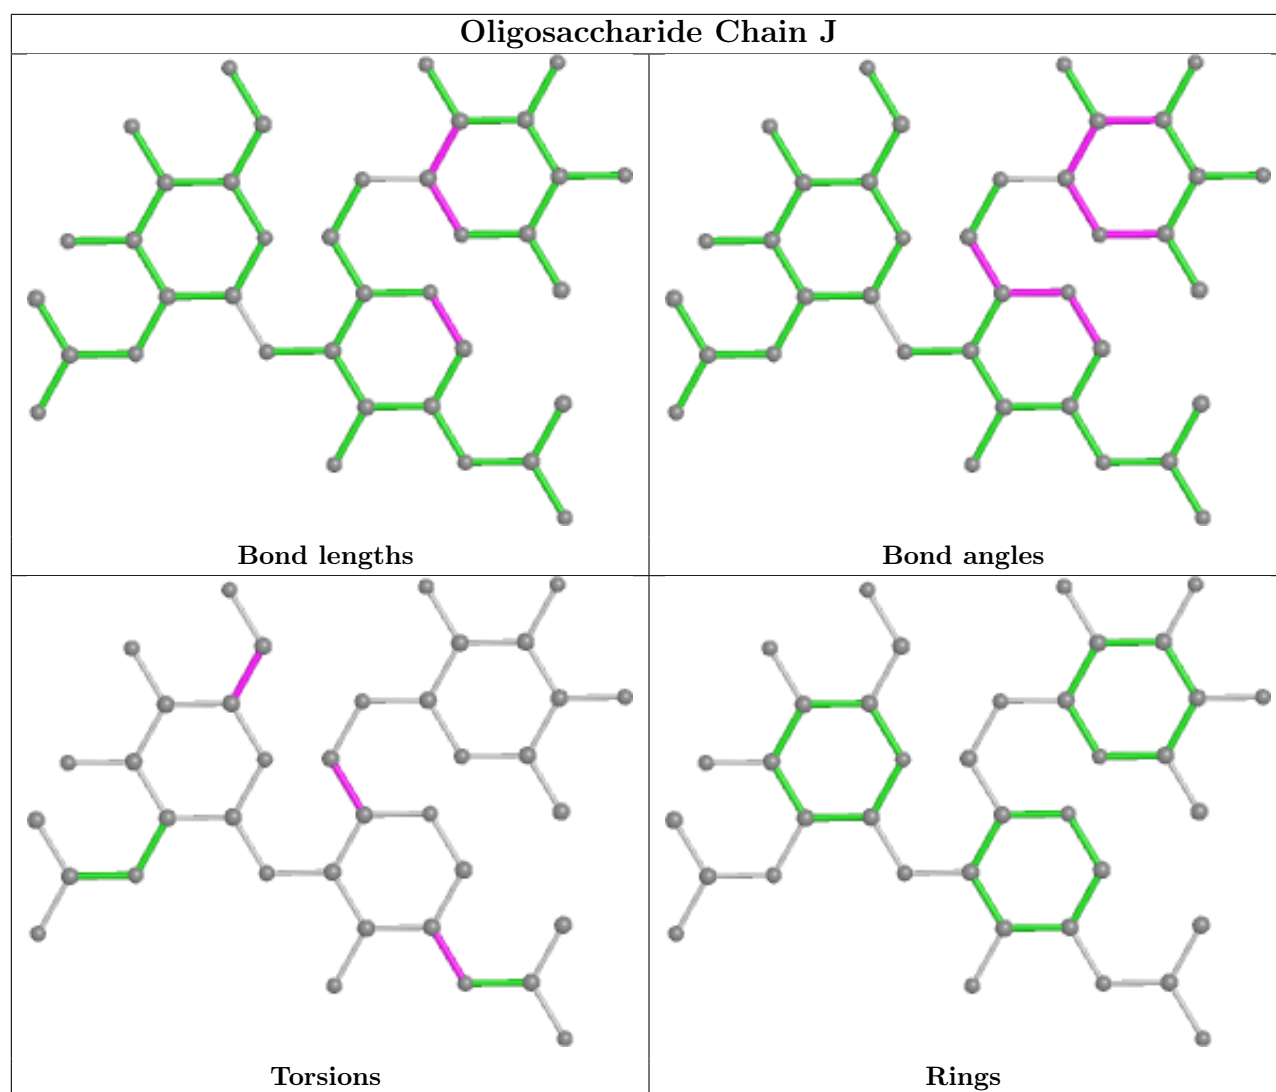 Oligosaccharide Chain J
Bond lengths
Bond angles
Torsions
Rings